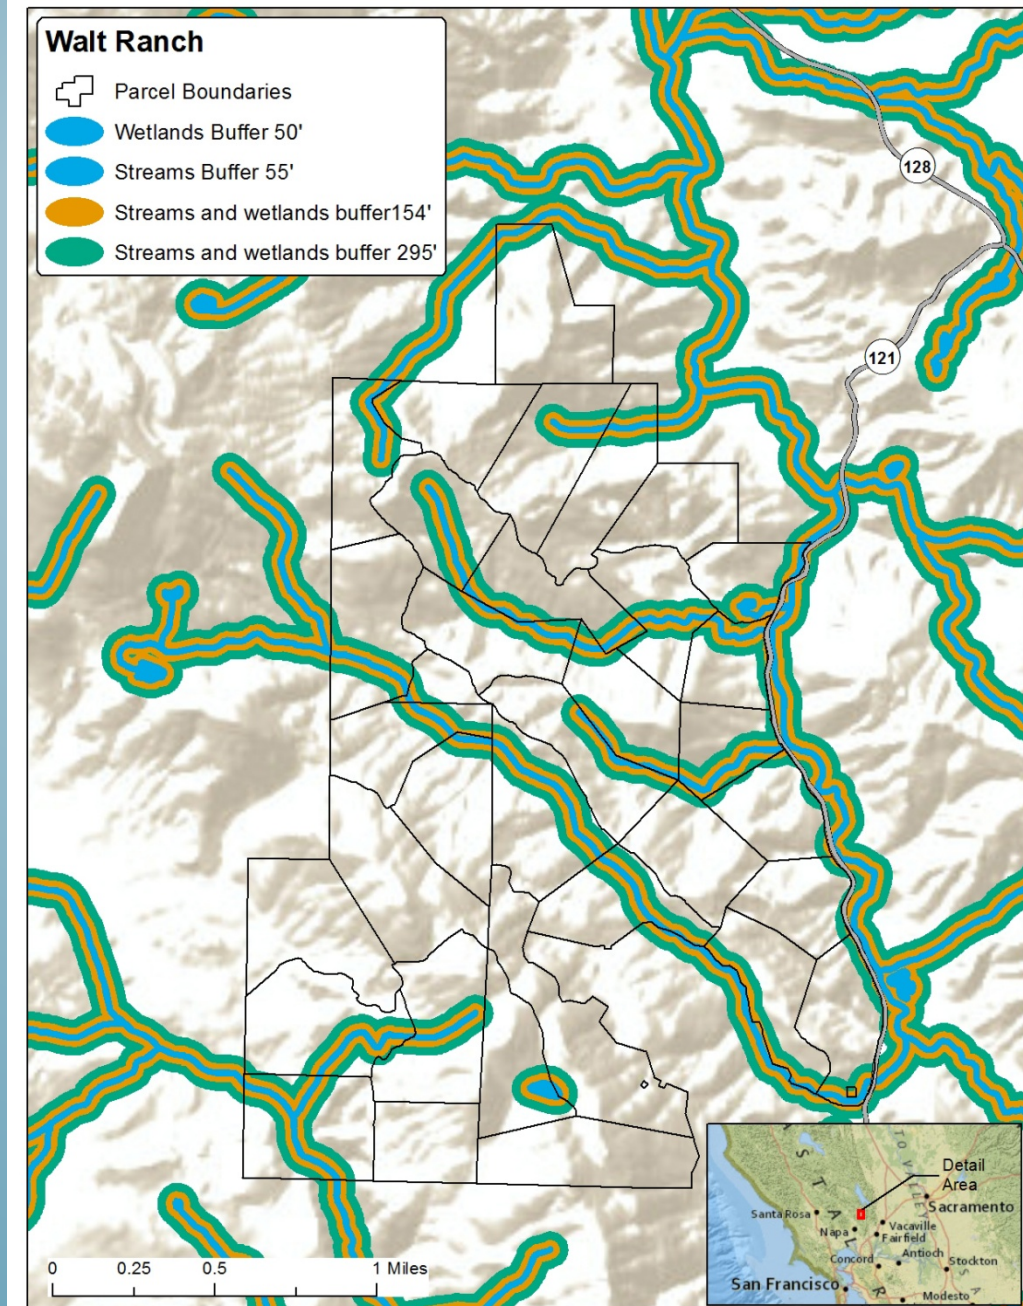 Walt Ranch
Parcel Boundaries
Wetlands Buffer 50'
Streams Buffer 55'
Streams and wetlands buffer154'
Streams and wetlands buffer 295'
128
121
0 0.25 0.5 1 Miles
S T A L R
TO VALLEY
Detail
Area
Santa Rosa
Sacramento
Napa
Vacaville
Fairfield
Concord
Antioch
Stockton
San Francisco
Modesto